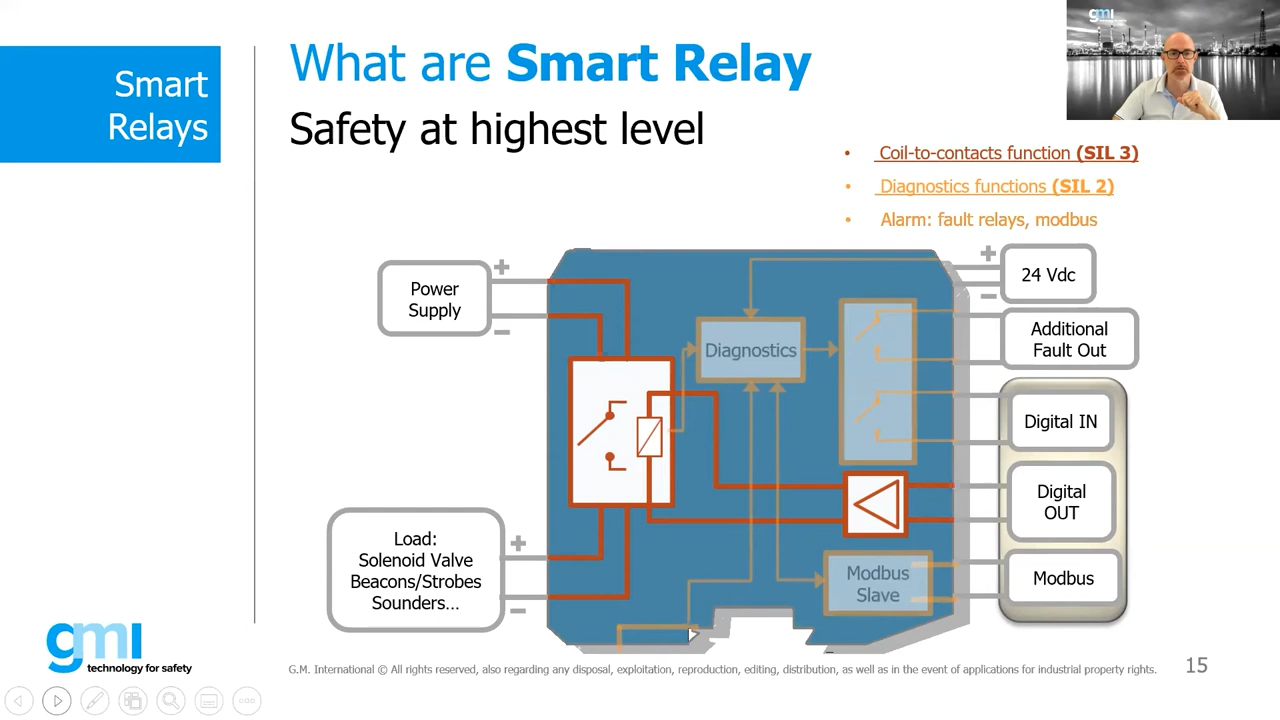 Smart
Relays
What are Smart Relay
Safety at highest level
gmi
• Coil-to-contacts function (SIL 3)
• Diagnostics functions (SIL 2)
• Alarm: fault relays, modbus
Power
Supply
+
−
Load:
Solenoid Valve
Beacons/Strobes
Sounders...
+
−
Diagnostics
Modbus
Slave
+
24 Vdc
−
Additional
Fault Out
Digital IN
Digital
OUT
Modbus
gmi
technology for safety
G.M. International © All rights reserved, also regarding any disposal, exploitation, reproduction, editing, distribution, as well as in the event of applications for industrial property rights.
15